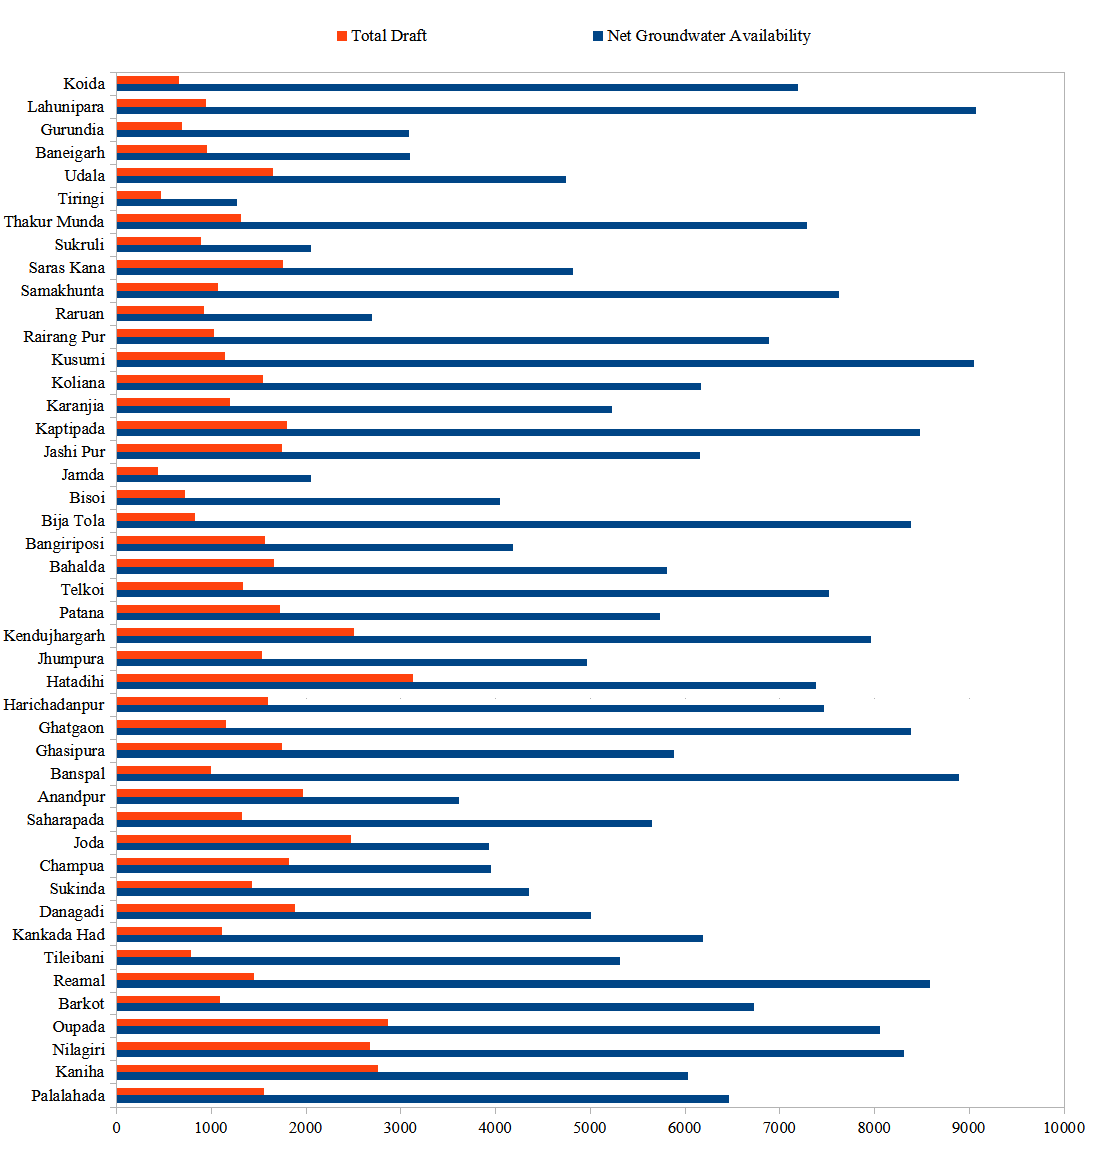 Total Draft Net Groundwater Availability
Koida
Lahunipara
Gurundia
Baneigarh
Udala
Tiringi
Thakur Munda
Sukruli
Saras Kana
Samakhunta
Raruan
Rairang Pur
Kusumi
Koliana
Karanjia
Kaptipada
Jashi Pur
Jamda
Bisoi
Bija Tola
Bangiriposi
Bahalda
Telkoi
Patana
Kendujhargarh
Jhumpura
Hatadihi
Harichadanpur
Ghatgaon
Ghasipura
Banspal
Anandpur
Saharapada
Joda
Champua
Sukinda
Danagadi
Kankada Had
Tileibani
Reamal
Barkot
Oupada
Nilagiri
Kaniha
Palalahada
0 1000 2000 3000 4000 5000 6000 7000 8000 9000 10000